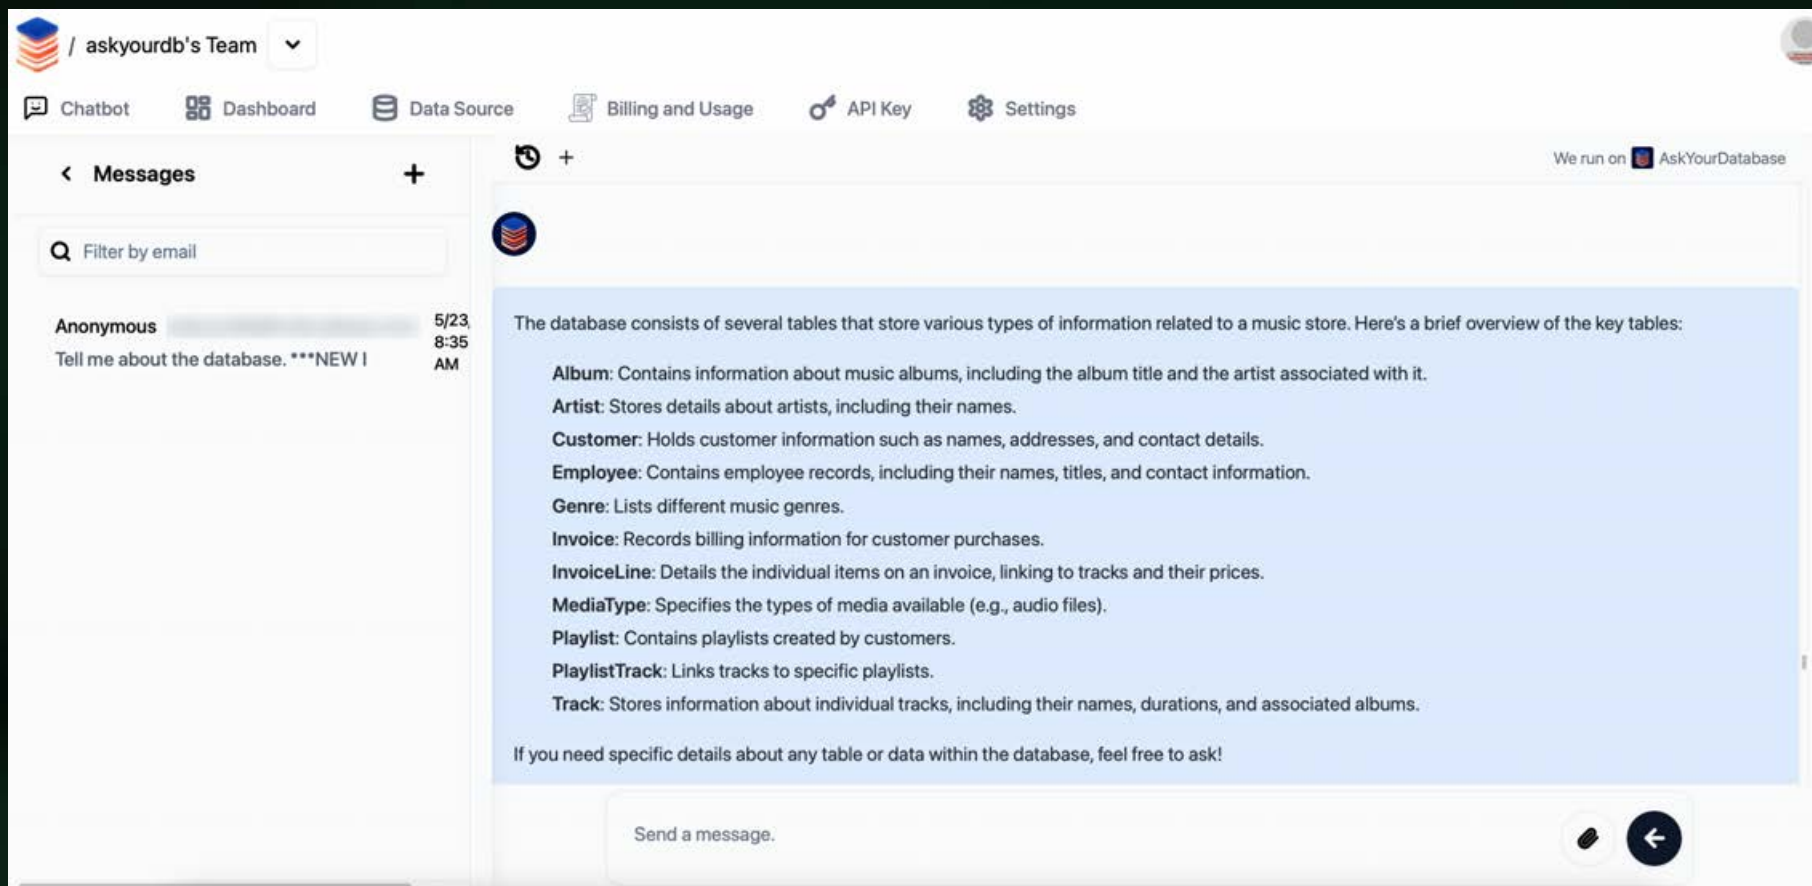 / askyourdb's Team
Chatbot
Dashboard
Data Source
Billing and Usage
API Key
Settings
Messages
+
Filter by email
Anonymous
5/23,
8:35
AM
Tell me about the database. ***NEW I
+
We run on AskYourDatabase
The database consists of several tables that store various types of information related to a music store. Here's a brief overview of the key tables:
Album: Contains information about music albums, including the album title and the artist associated with it.
Artist: Stores details about artists, including their names.
Customer: Holds customer information such as names, addresses, and contact details.
Employee: Contains employee records, including their names, titles, and contact information.
Genre: Lists different music genres.
Invoice: Records billing information for customer purchases.
InvoiceLine: Details the individual items on an invoice, linking to tracks and their prices.
MediaType: Specifies the types of media available (e.g., audio files).
Playlist: Contains playlists created by customers.
PlaylistTrack: Links tracks to specific playlists.
Track: Stores information about individual tracks, including their names, durations, and associated albums.
If you need specific details about any table or data within the database, feel free to ask!
Send a message.